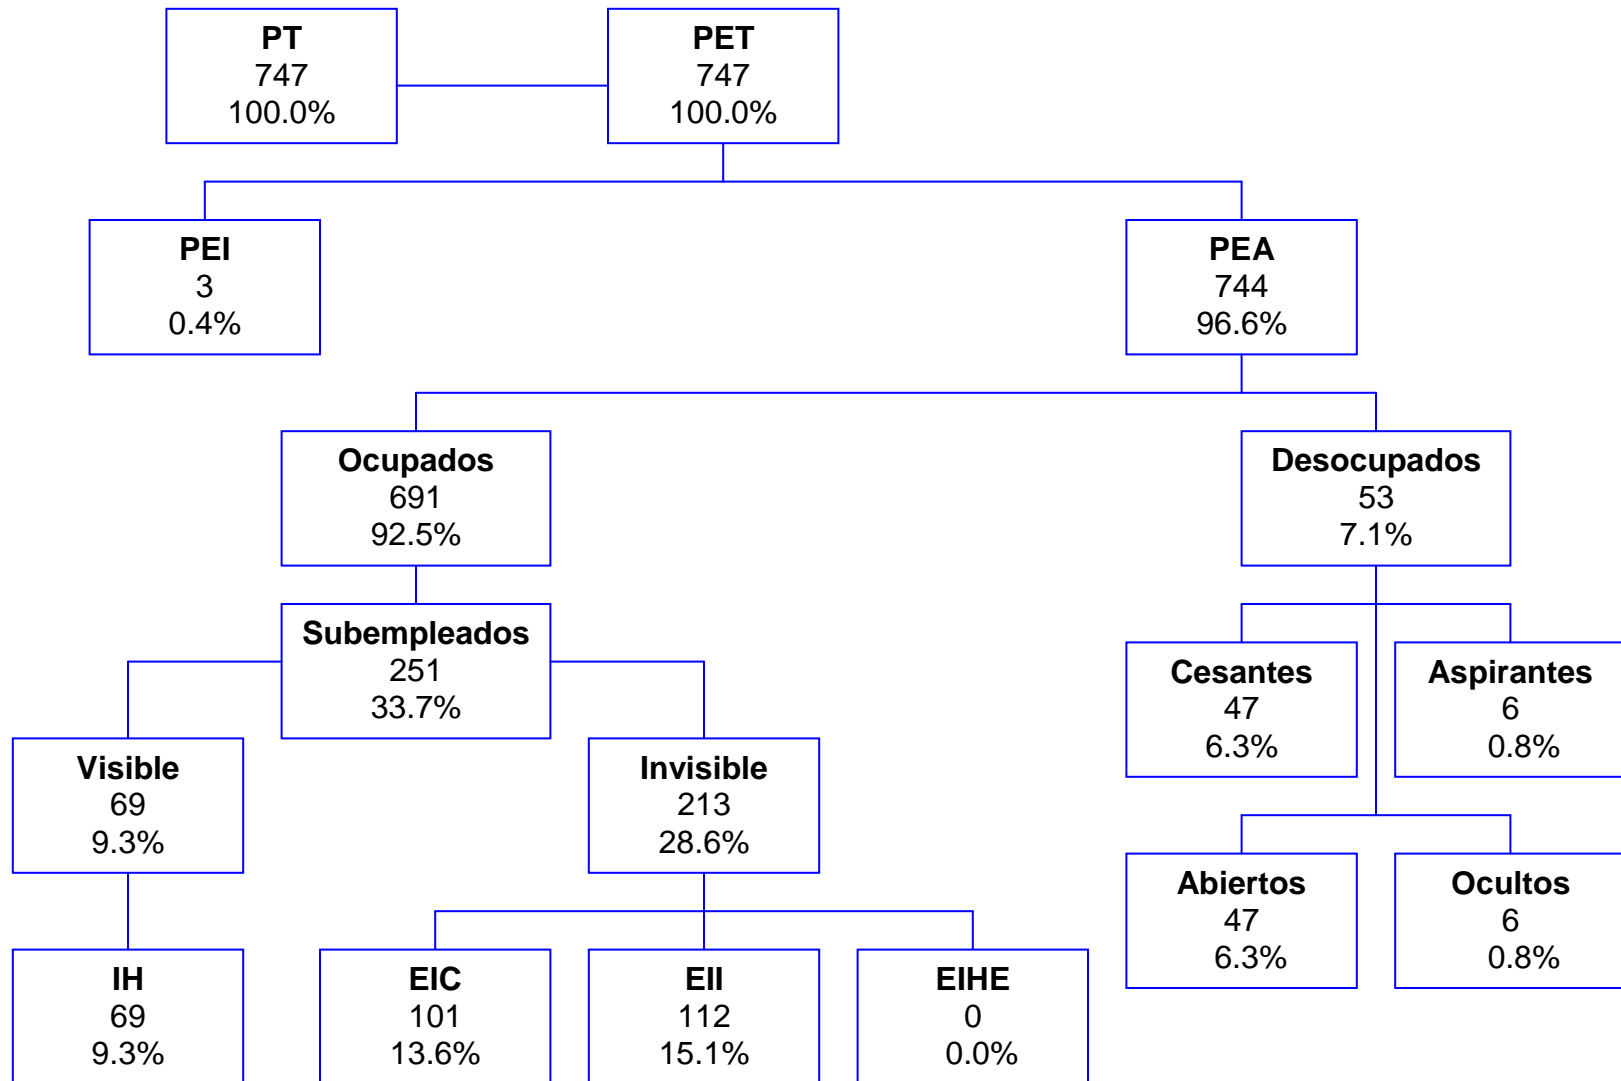 PT
747
100.0%
PET
747
100.0%
PEI
3
0.4%
PEA
744
96.6%
Ocupados
691
92.5%
Desocupados
53
7.1%
Subempleados
251
33.7%
Cesantes
47
6.3%
Aspirantes
6
0.8%
Visible
69
9.3%
Invisible
213
28.6%
Abiertos
47
6.3%
Ocultos
6
0.8%
IH
69
9.3%
EIC
101
13.6%
EII
112
15.1%
EIHE
0
0.0%